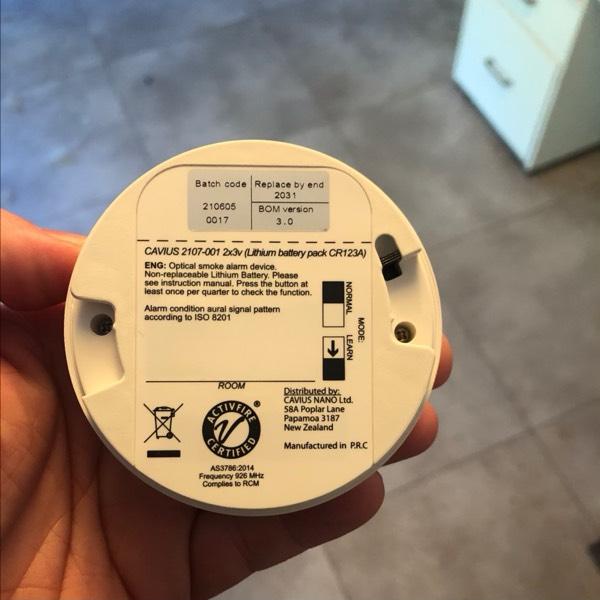 Batch code
210605
0017
Replace by end
2031
BOM version
3.0
CAVIUS 2107-001 2x3v (Lithium battery pack CR123A)
ENG: Optical smoke alarm device.
Non-replaceable Lithium Battery. Please
see instruction manual. Press the button at
least once per quarter to check the function.
Alarm condition aural signal pattern
according to ISO 8201
NORMAL
MODE:
LEARN
ROOM
ACTIVFIRE ®
CERTIFIED
Distributed by:
CAVIUS NANO Ltd.
58A Poplar Lane
Papamoa 3187
New Zealand
Manufactured in P.R.C
AS3786:2014
Frequency 926 MHz
Complies to RCM